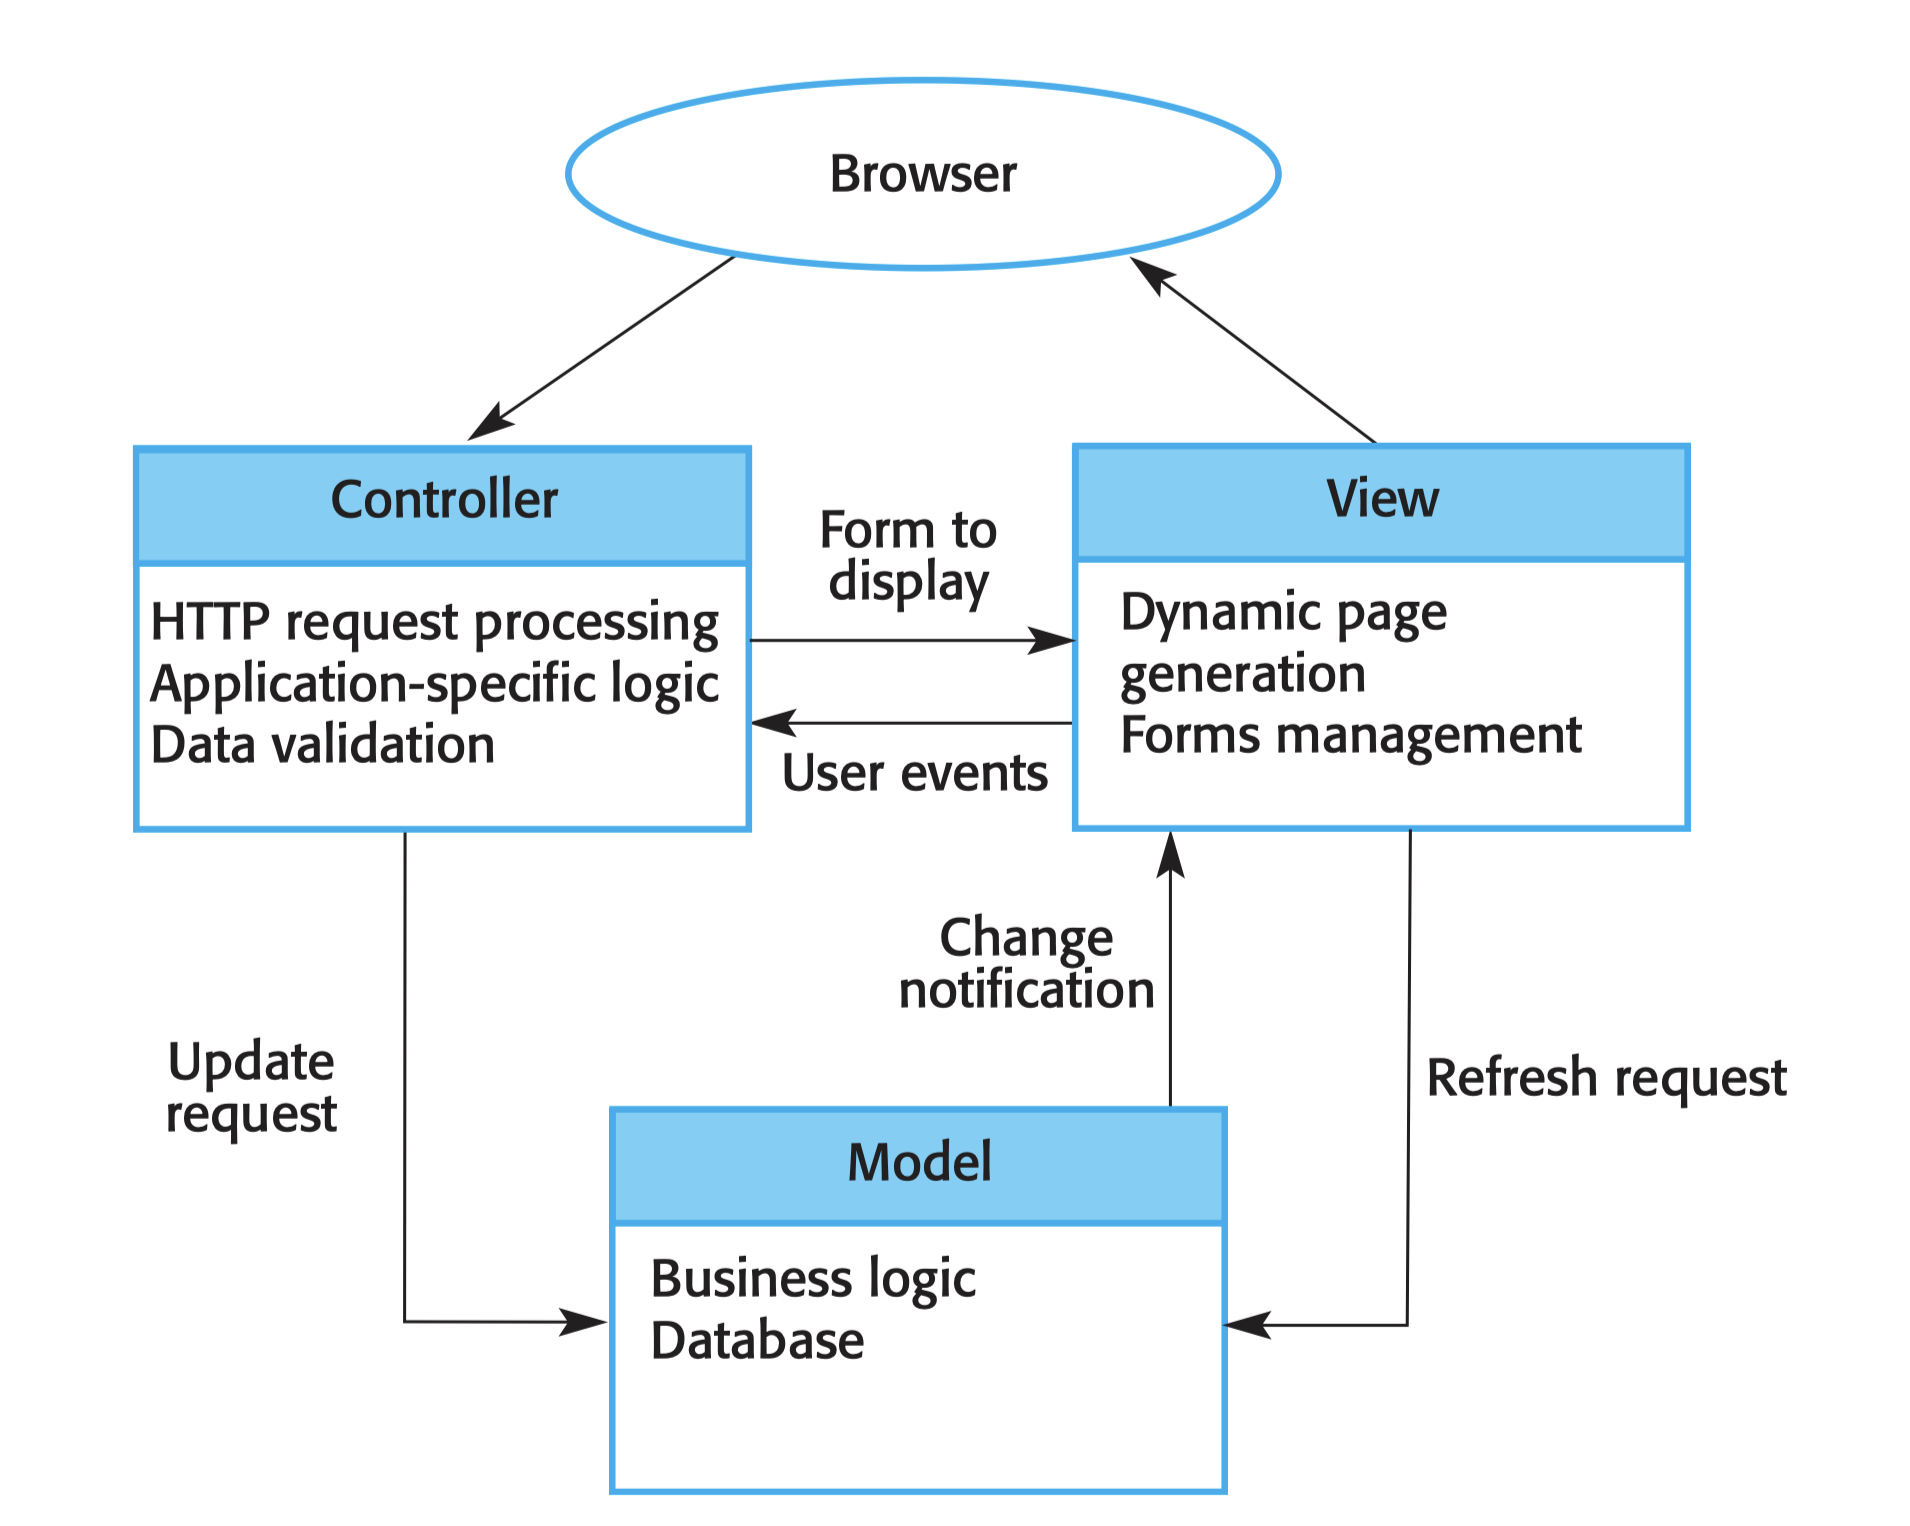 Browser
Controller
HTTP request processing
Application-specific logic
Data validation
Form to
display
User events
View
Dynamic page
generation
Forms management
Update
request
Change
notification
Refresh request
Model
Business logic
Database